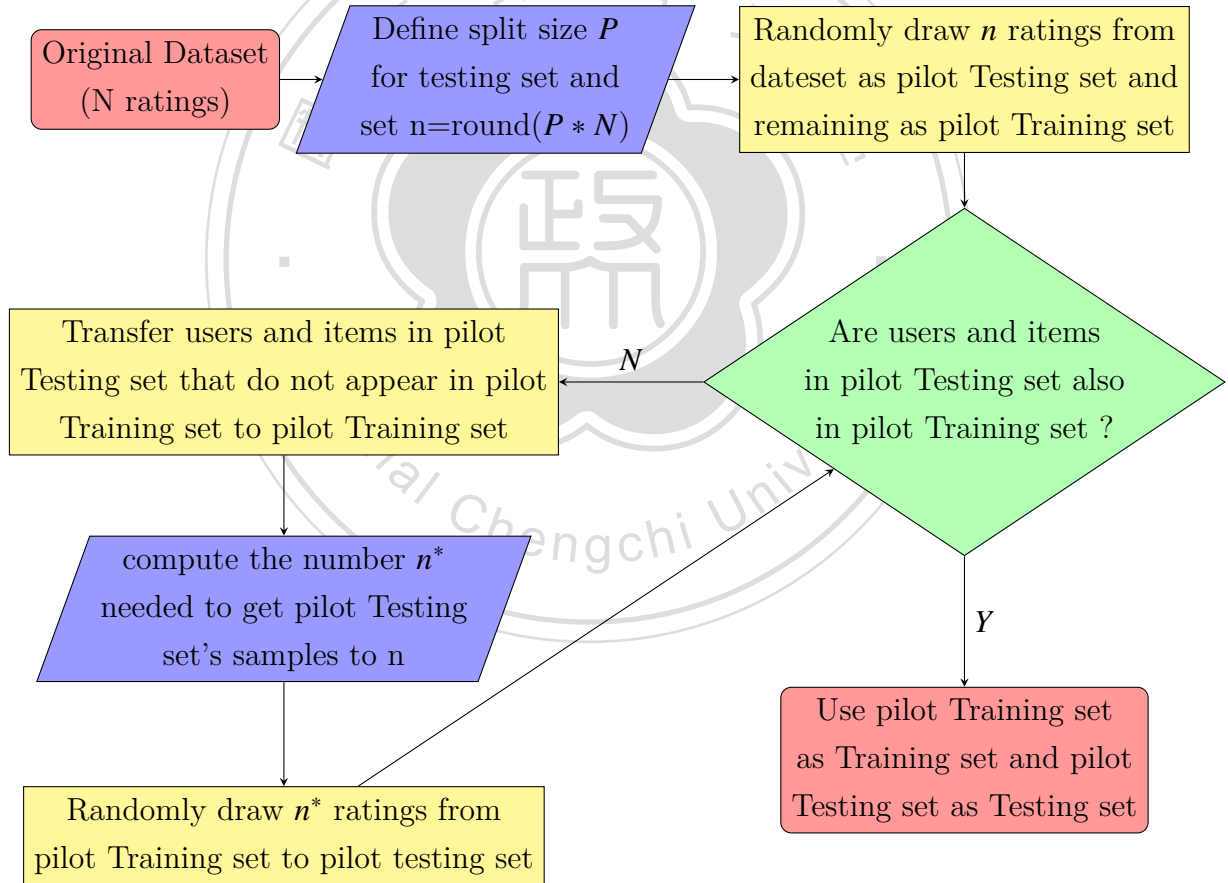 Original Dataset
(N ratings)
Define split size P
for testing set and
set n=round(P * N)
Randomly draw n ratings from
dateset as pilot Testing set and
remaining as pilot Training set
Are users and items
in pilot Testing set also
in pilot Training set ?
N
Transfer users and items in pilot
Testing set that do not appear in pilot
Training set to pilot Training set
compute the number n*
needed to get pilot Testing
set's samples to n
Randomly draw n* ratings from
pilot Training set to pilot testing set
Y
Use pilot Training set
as Training set and pilot
Testing set as Testing set
政
Chengchi